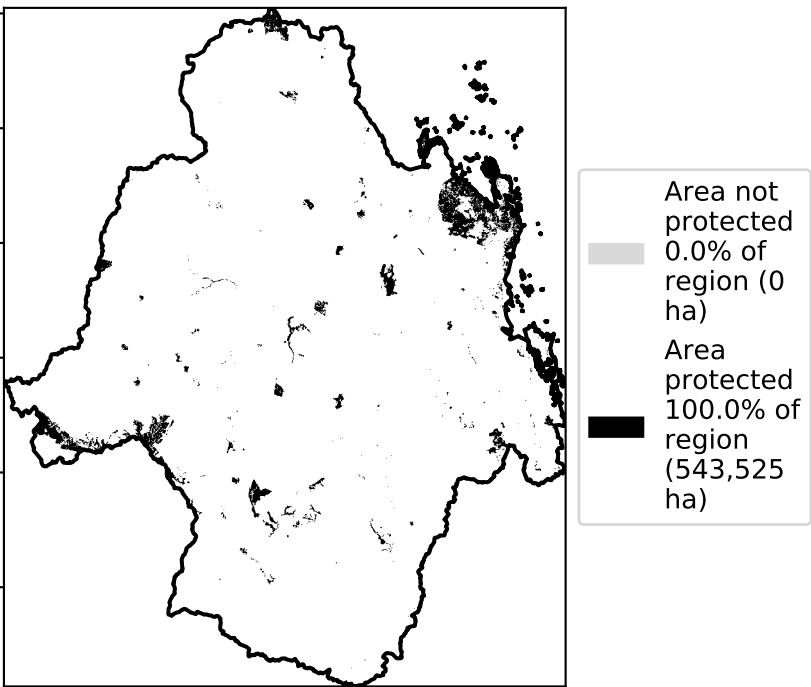 Area not
protected
0.0% of
region (0
ha)
Area
protected
100.0% of
region
(543,525
ha)